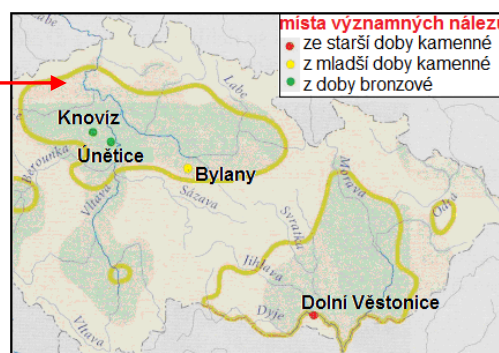 místa významných nálezů
ze starší doby kamenné
z mladší doby kamenné
z doby bronzové
Labe
Labe
Knovíz
Únětice
Berounka
Bylany
Vltava
Sázava
Morava
Odra
Svratka
Jihlava
Dolní Věstonice
Dyje
Vltava